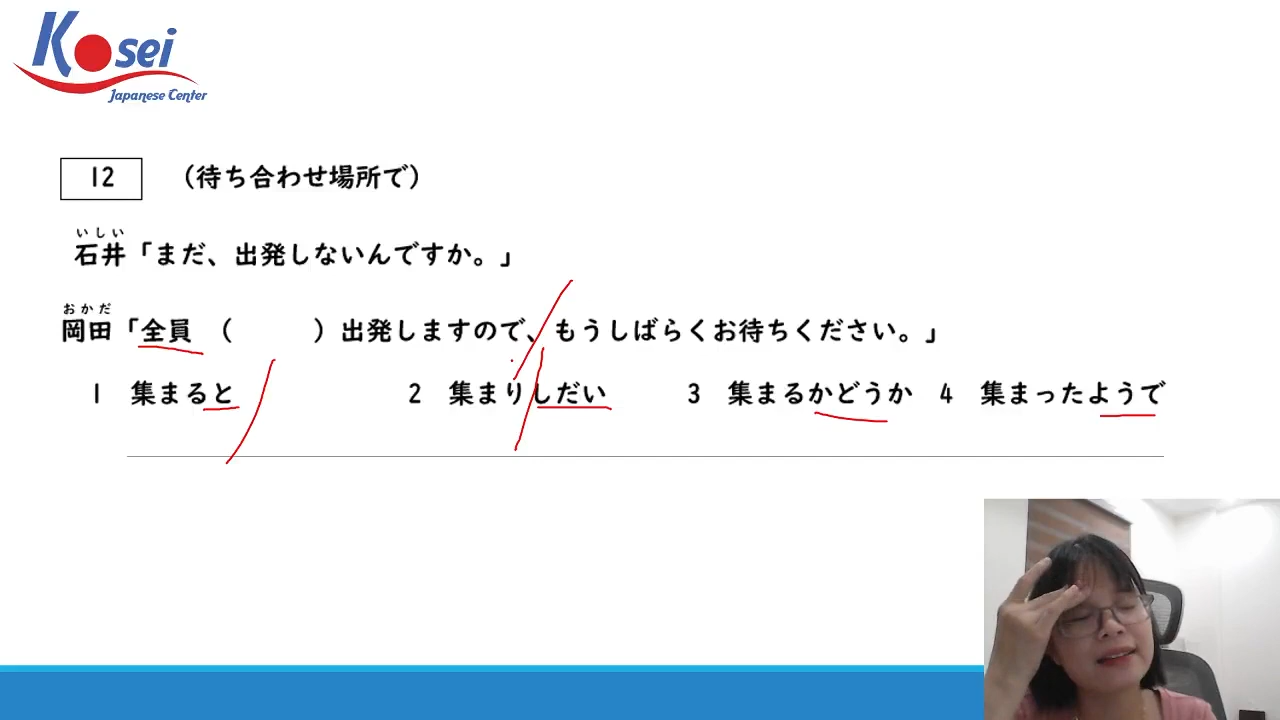 Kosei
Japanese Center
12 （待ち合わせ場所で）
いしい
石井「まだ、出発しないんですか。」
おかだ
岡田「全員 （ ）出発しますので、もうしばらくお待ちください。」
1 集まると 2 集まりしだい 3 集まるかどうか 4 集まったようで